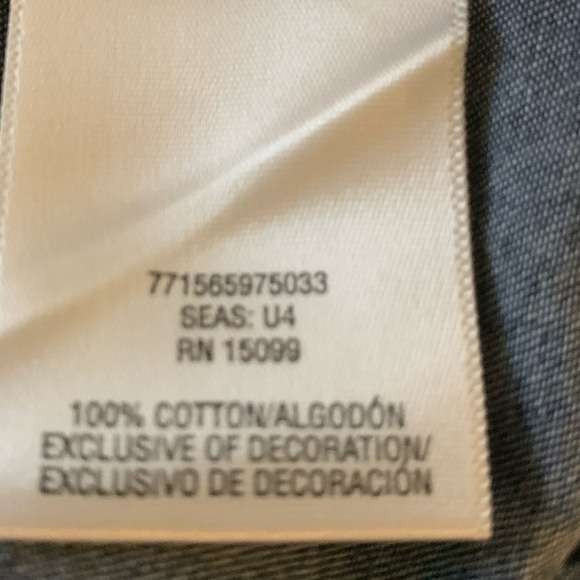 771565975033
SEAS: U4
RN 15099
100% COTTON/ALGODÓN
EXCLUSIVE OF DECORATION/
EXCLUSIVO DE DECORACIÓN